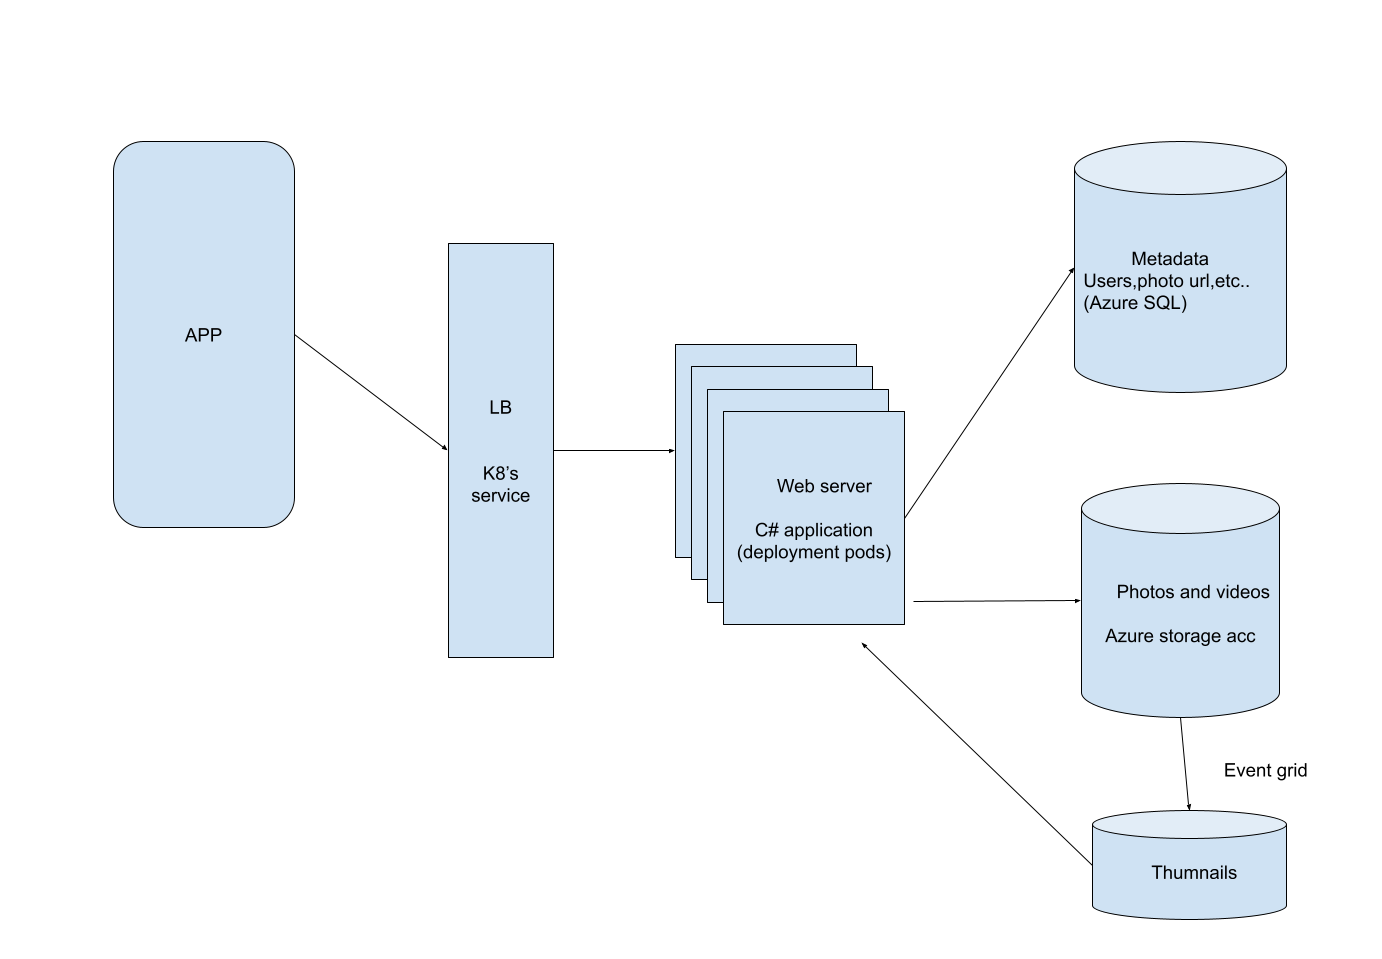 APP
LB
K8's
service
Web server
C# application
(deployment pods)
Metadata
Users,photo url,etc..
(Azure SQL)
Photos and videos
Azure storage acc
Event grid
Thumnails